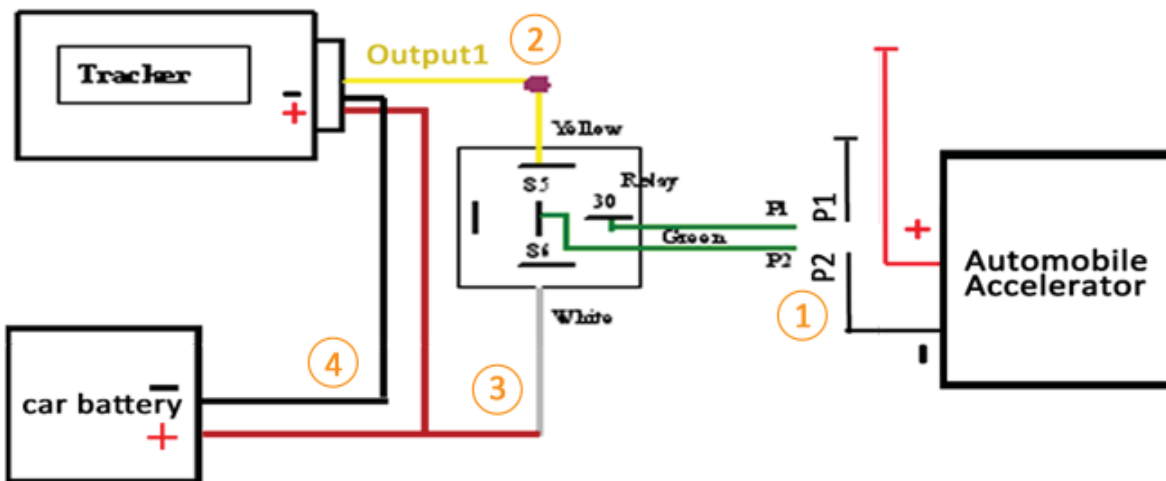 Output1
2
Tracker
-
+
Yellow
S5
Relay
30
P1
P1
Green
S6
P2
P2
+
Automobile
Accelerator
1
White
4
3
-
car battery
+